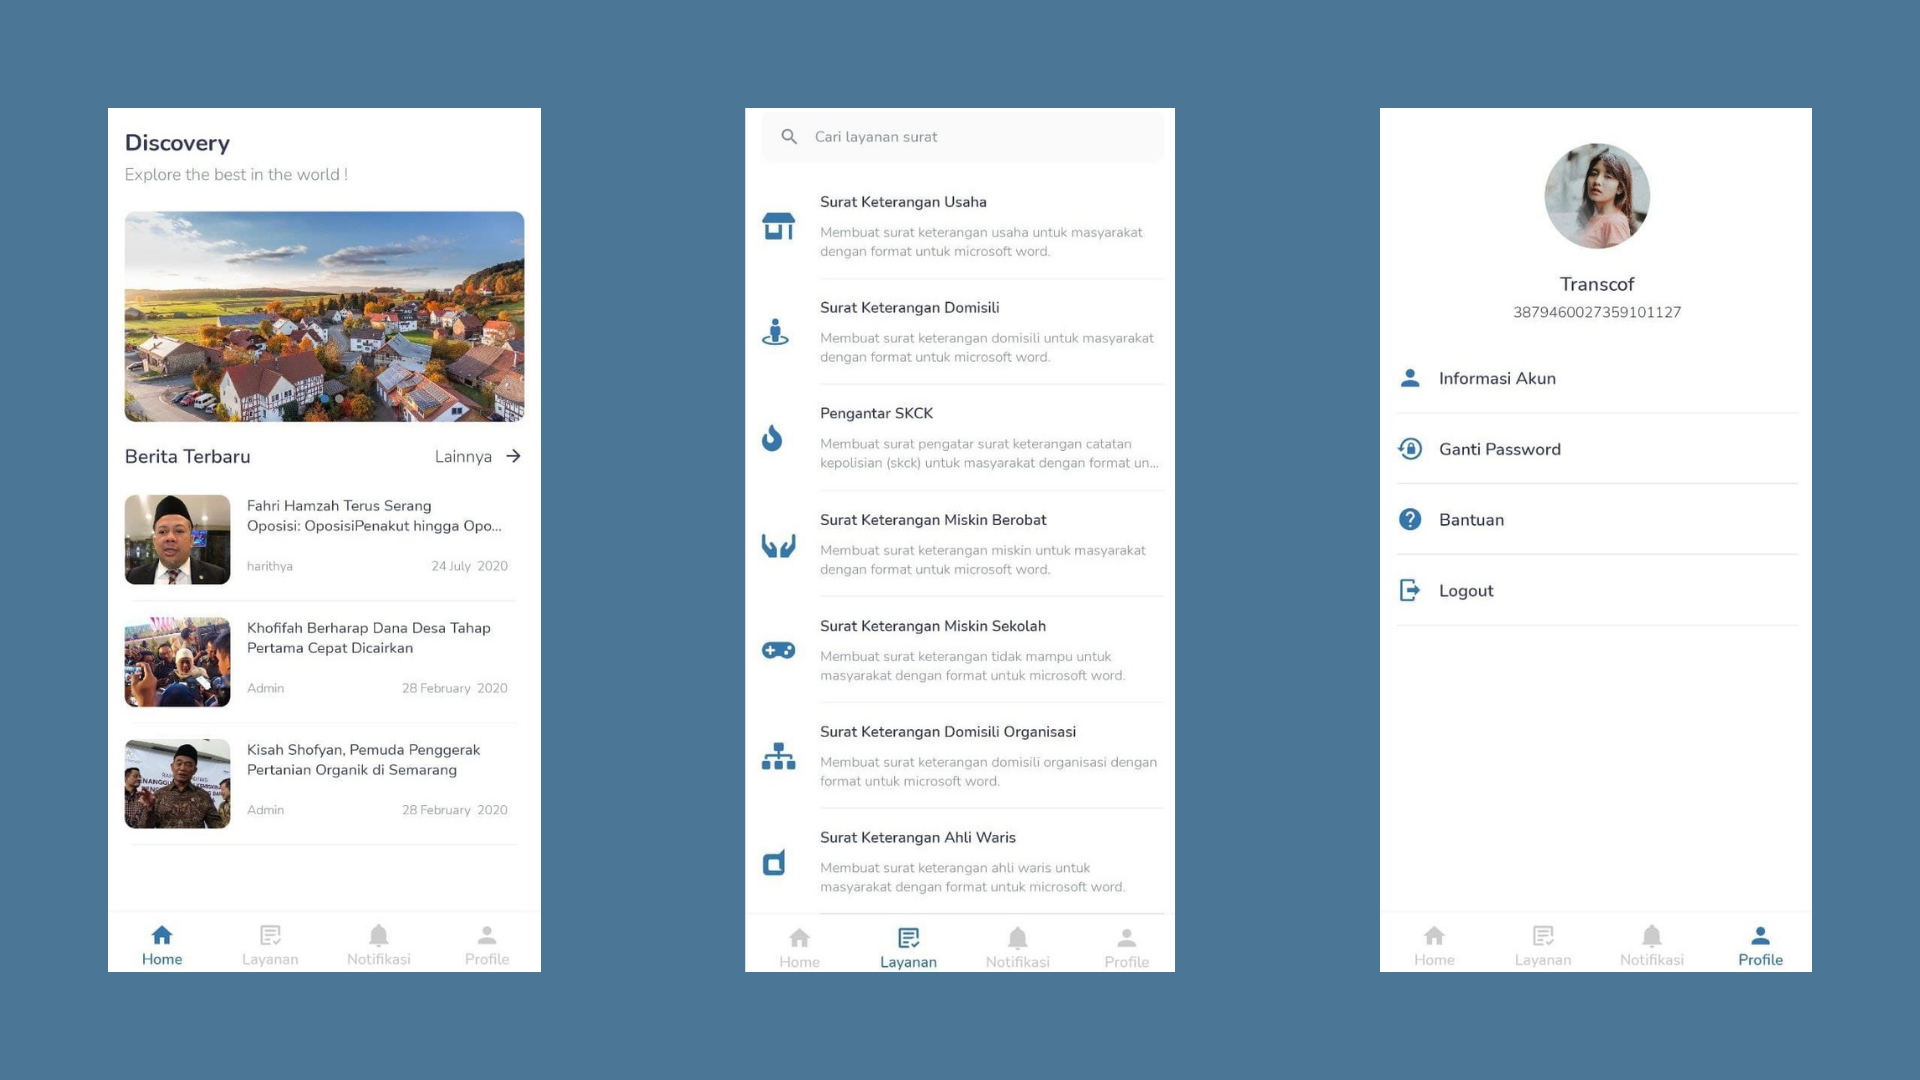 Discovery
Explore the best in the world !
Berita Terbaru
Lainnya
Fahri Hamzah Terus Serang
Oposisi: OposisiPenakut hingga Opo...
harithya
24 July 2020
Khofifah Berharap Dana Desa Tahap
Pertama Cepat Dicairkan
Admin
28 February 2020
Kisah Shofyan, Pemuda Penggerak
Pertanian Organik di Semarang
Admin
28 February 2020
Home
Layanan
Notifikasi
Profile
Cari layanan surat
Surat Keterangan Usaha
Membuat surat keterangan usaha untuk masyarakat
dengan format untuk microsoft word.
Surat Keterangan Domisili
Membuat surat keterangan domisili untuk masyarakat
dengan format untuk microsoft word.
Pengantar SKCK
Membuat surat pengatar surat keterangan catatan
kepolisian (skck) untuk masyarakat dengan format un...
Surat Keterangan Miskin Berobat
Membuat surat keterangan miskin untuk masyarakat
dengan format untuk microsoft word.
Surat Keterangan Miskin Sekolah
Membuat surat keterangan tidak mampu untuk
masyarakat dengan format untuk microsoft word.
Surat Keterangan Domisili Organisasi
Membuat surat keterangan domisili organisasi dengan
format untuk microsoft word.
Surat Keterangan Ahli Waris
Membuat surat keterangan ahli waris untuk
masyarakat dengan format untuk microsoft word.
Home
Layanan
Notifikasi
Profile
Transcof
3879460027359101127
Informasi Akun
Ganti Password
Bantuan
Logout
Home
Layanan
Notifikasi
Profile